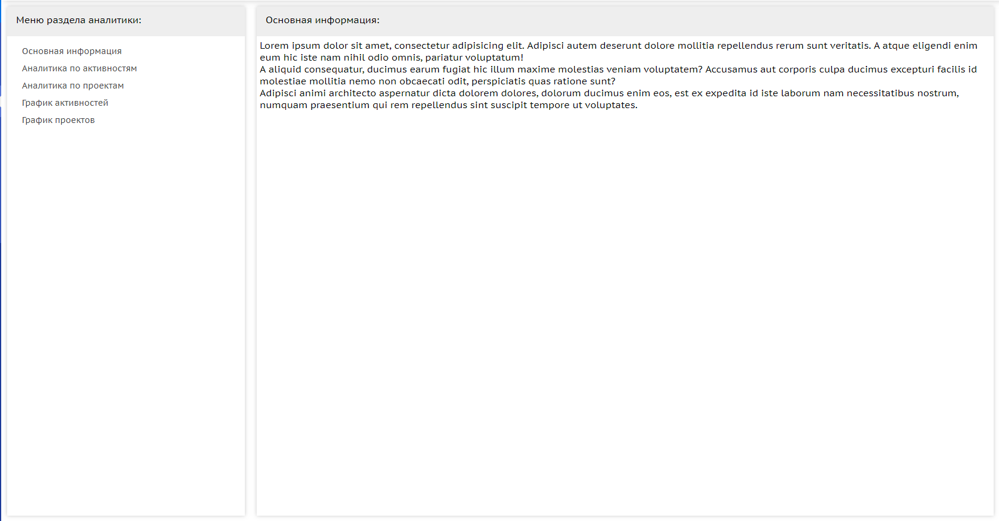 Меню раздела аналитики:
Основная информация
Аналитика по активностям
Аналитика по проектам
График активностей
График проектов
Основная информация:
Lorem ipsum dolor sit amet, consectetur adipisicing elit. Adipisci autem deserunt dolore mollitia repellendus rerum sunt veritatis. A atque eligendi enim
eum hic iste nam nihil odio omnis, pariatur voluptatum!
A aliquid consequatur, ducimus earum fugiat hic illum maxime molestias veniam voluptatem? Accusamus aut corporis culpa ducimus excepturi facilis id
molestiae mollitia nemo non obcaecati odit, perspiciatis quas ratione sunt?
Adipisci animi architecto aspernatur dicta dolorem dolores, dolorum ducimus enim eos, est ex expedita id iste laborum nam necessitatibus nostrum,
numquam praesentium qui rem repellendus sint suscipit tempore ut voluptates.